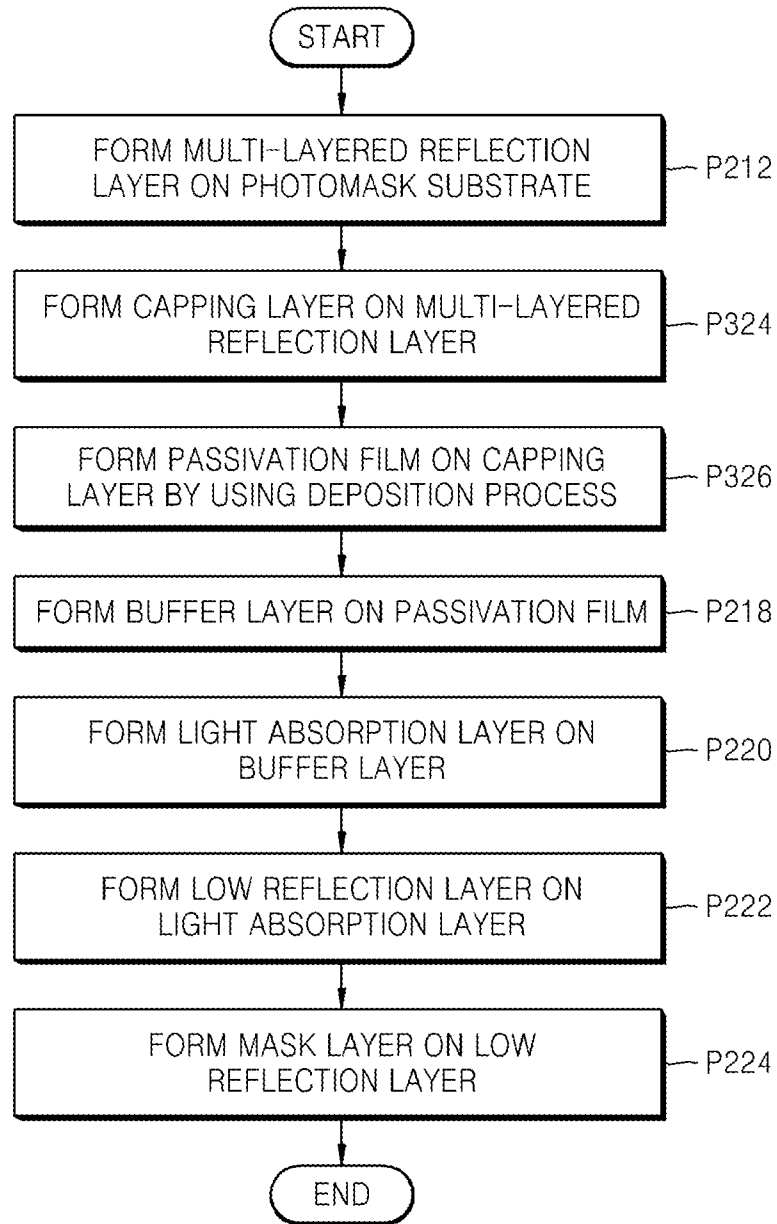 START
FORM MULTI-LAYERED REFLECTION
LAYER ON PHOTOMASK SUBSTRATE
P212
FORM CAPPING LAYER ON MULTI-LAYERED
REFLECTION LAYER
P324
FORM PASSIVATION FILM ON CAPPING
LAYER BY USING DEPOSITION PROCESS
P326
FORM BUFFER LAYER ON PASSIVATION FILM
P218
FORM LIGHT ABSORPTION LAYER ON
BUFFER LAYER
P220
FORM LOW REFLECTION LAYER ON
LIGHT ABSORPTION LAYER
P222
FORM MASK LAYER ON LOW
REFLECTION LAYER
P224
END